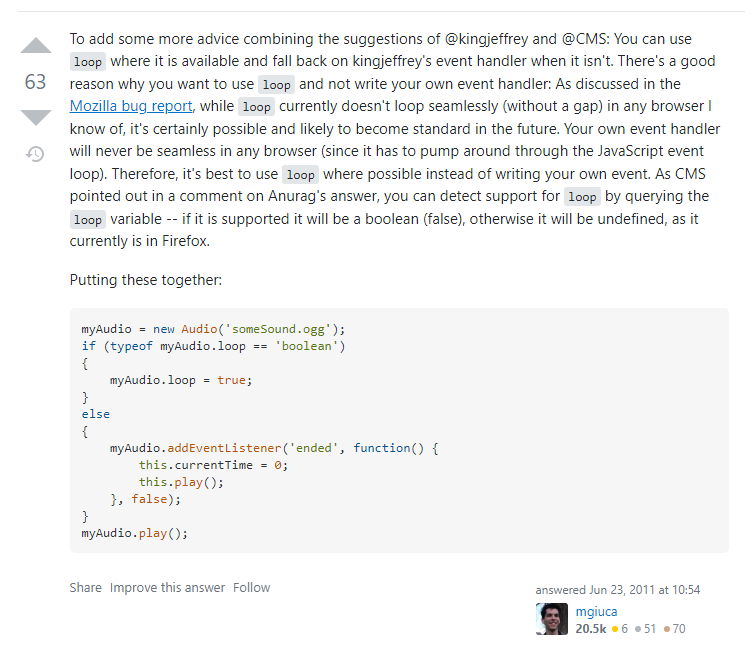 To add some more advice combining the suggestions of @kingjeffrey and @CMS: You can use
loop where it is available and fall back on kingjeffrey's event handler when it isn't. There's a good
reason why you want to use loop and not write your own event handler: As discussed in the
Mozilla bug report, while loop currently doesn't loop seamlessly (without a gap) in any browser I
know of, it's certainly possible and likely to become standard in the future. Your own event handler
will never be seamless in any browser (since it has to pump around through the JavaScript event
loop). Therefore, it's best to use loop where possible instead of writing your own event. As CMS
pointed out in a comment on Anurag's answer, you can detect support for loop by querying the
loop variable -- if it is supported it will be a boolean (false), otherwise it will be undefined, as it
currently is in Firefox.
63
Putting these together:
myAudio = new Audio('someSound.ogg');
if (typeof myAudio.loop == 'boolean')
{
    myAudio.loop = true;
}
else
{
    myAudio.addEventListener('ended', function() {
        this.currentTime = 0;
        this.play();
    }, false);
}
myAudio.play();
Share Improve this answer Follow
answered Jun 23, 2011 at 10:54
mgiuca
20.5k 6 51 70